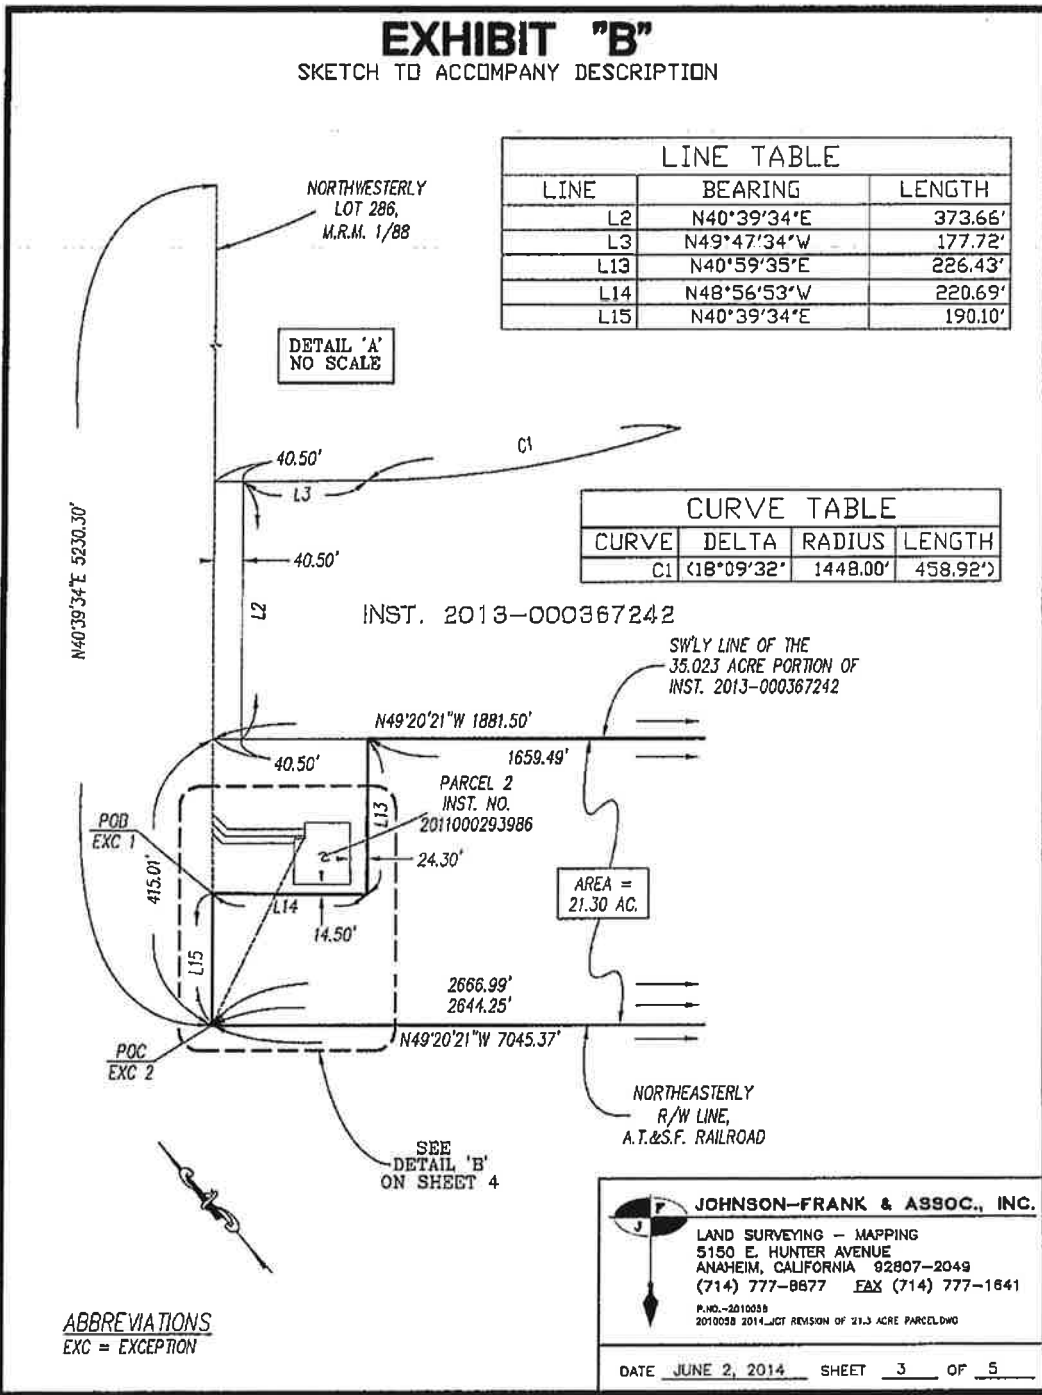 EXHIBIT "B"
SKETCH TO ACCOMPANY DESCRIPTION
LINE TABLE
LINE BEARING LENGTH
L2 N40°39'34"E 373.66'
L3 N49°47'34"W 177.72'
L13 N40°59'35"E 226.43'
L14 N48°56'53"W 220.69'
L15 N40°39'34"E 190.10'
NORTHWESTERLY
LOT 286,
M.R.M. 1/88
DETAIL 'A'
NO SCALE
C1
40.50'
L3
40.50'
L2
N40°39'34"E 5230.30'
CURVE TABLE
CURVE DELTA RADIUS LENGTH
C1 (18°09'32" 1448.00' 458.92')
INST. 2013-000367242
SW'LY LINE OF THE
35.023 ACRE PORTION OF
INST. 2013-000367242
N49°20'21"W 1881.50'
1659.49'
40.50'
PARCEL 2
INST. NO.
2011000293986
L13
POB
EXC 1
24.30'
2
415.01'
L14
14.50'
AREA =
21.30 AC.
L15
2666.99'
2644.25'
N49°20'21"W 7045.37'
POC
EXC 2
NORTHEASTERLY
R/W LINE,
A.T.&S.F. RAILROAD
SEE
DETAIL 'B'
ON SHEET 4
ABBREVIATIONS
EXC = EXCEPTION
F
J
JOHNSON-FRANK & ASSOC., INC.
LAND SURVEYING - MAPPING
5150 E. HUNTER AVENUE
ANAHEIM, CALIFORNIA 92807-2049
(714) 777-8877 FAX (714) 777-1641
2014 REVISION OF 21.3 ACRE PARCEL.DWG
DATE JUNE 2, 2014 SHEET 3 OF 5